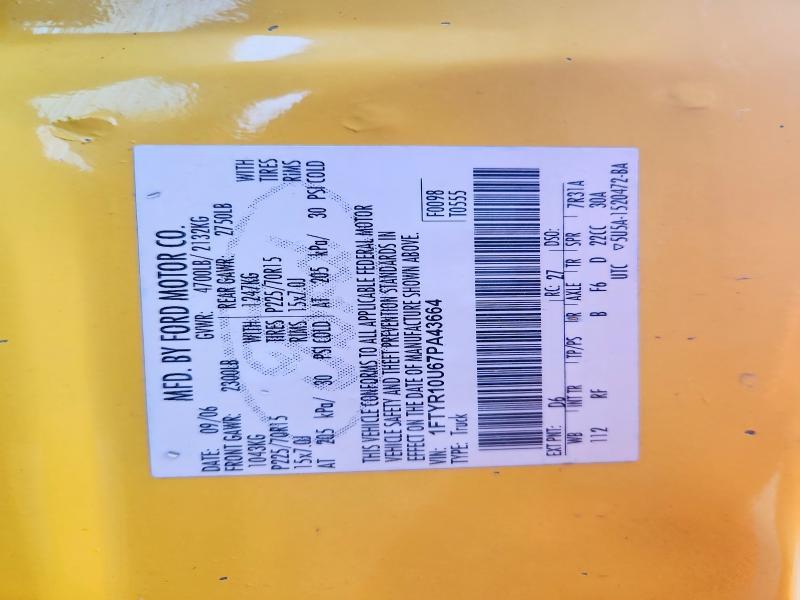 MFD. BY FORD MOTOR CO.
DATE: 09/06 GVWR: 4700LB/ 2132KG
FRONT GAWR: 2300LB REAR GAWR: 2750LB
1043KG WITH 1247KG WITH
P225/70R15 TIRES P225/70R15 TIRES
15x7.0J RIMS 15x7.0J RIMS
AT 205 kPa/ 30 PSI COLD AT 205 kPa/ 30 PSI COLD
THIS VEHICLE CONFORMS TO ALL APPLICABLE FEDERAL MOTOR
VEHICLE SAFETY AND THEFT PREVENTION STANDARDS IN
EFFECT ON THE DATE OF MANUFACTURE SHOWN ABOVE.
VIN: 1FTYR10U67PA43664 F0098
TYPE: Truck T0555
EXT PNT: D6 RC: 27 DSO:
WB INT TR TP/PS R AXLE TR SPR 7R31A
112 RF B F6 D 22CC 30A
UTC ▽5U5A-1520472-BA